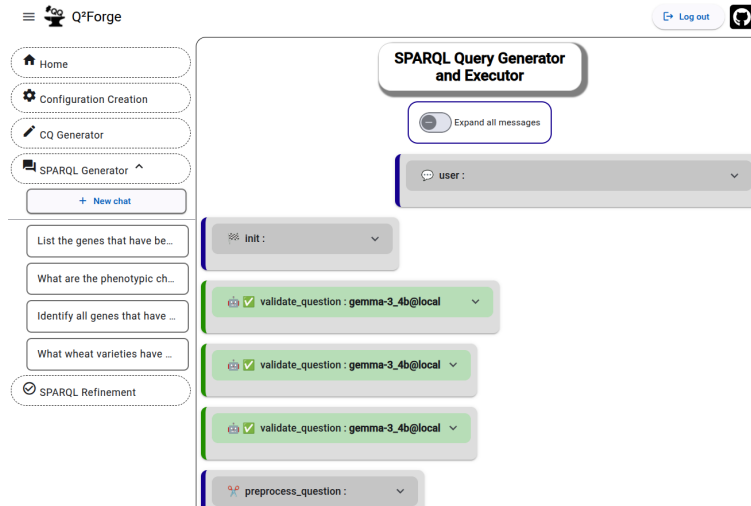 Q²Forge
Log out
Home
Configuration Creation
CQ Generator
SPARQL Generator
+ New chat
List the genes that have be...
What are the phenotypic ch...
Identify all genes that have ...
What wheat varieties have ...
SPARQL Refinement
SPARQL Query Generator
and Executor
Expand all messages
user :
init :
validate_question : gemma-3_4b@local
validate_question : gemma-3_4b@local
validate_question : gemma-3_4b@local
preprocess_question :